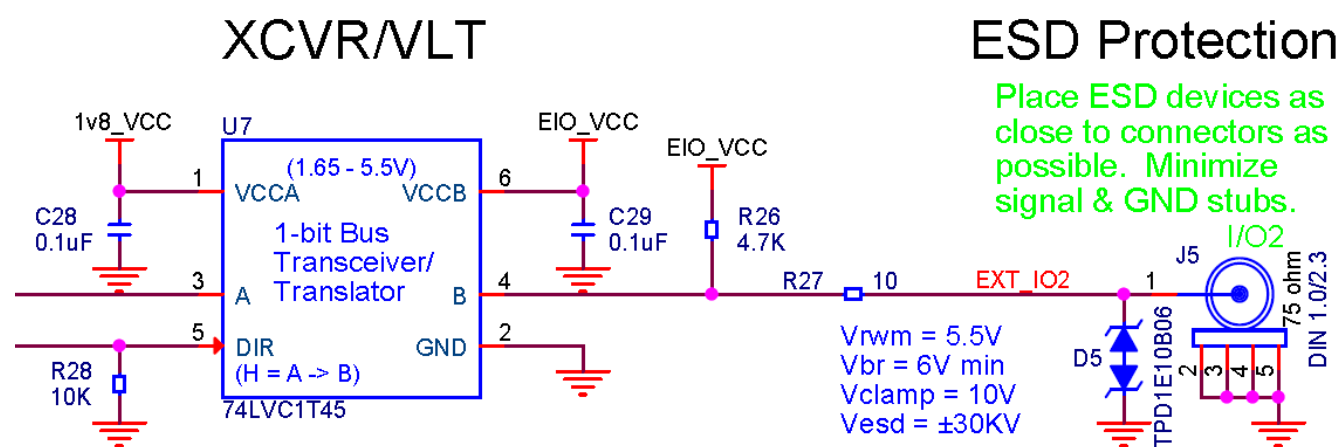 XCVR/VLT
ESD Protection
Place ESD devices as
close to connectors as
possible. Minimize
signal & GND stubs.
1v8_VCC
U7
EIO_VCC
EIO_VCC
(1.65 - 5.5V)
1
VCCA
VCCB
6
C28
0.1uF
1-bit Bus
Transceiver/
Translator
C29
0.1uF
R26
4.7K
I/O2
J5
75 ohm
DIN 1.0/2.3
3
A
B
4
R27
10
EXT_IO2
1
5
DIR
(H = A -> B)
GND
2
R28
10K
74LVC1T45
Vrwm = 5.5V
Vbr = 6V min
Vclamp = 10V
Vesd = ±30KV
D5
TPD1E10B06
2
3
4
5